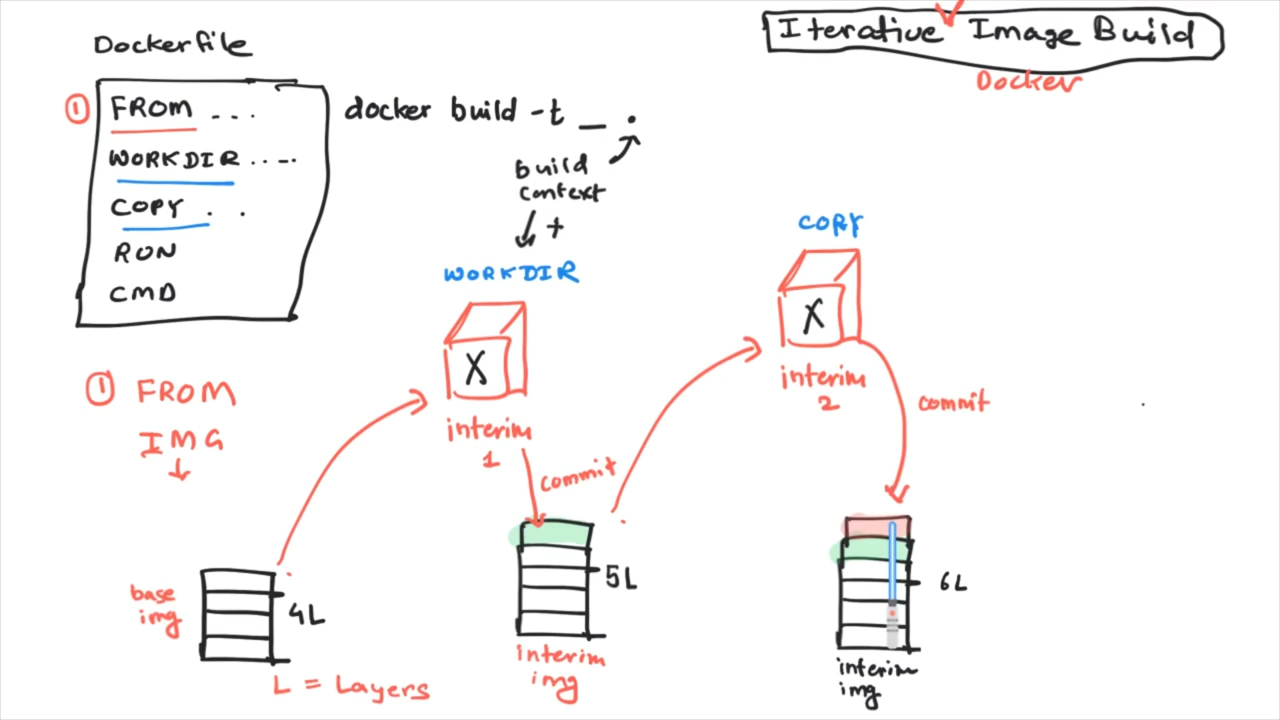 Iterative Image Build
Docker
Dockerfile
① FROM ...
WORKDIR ....
COPY . .
RUN
CMD
docker build -t _ .
build
context
+
WORKDIR
X
interim
1
commit
COPY
X
interim
2
commit
① FROM
IMG
base
img
4L
L = Layers
5L
interim
img
6L
interim
img